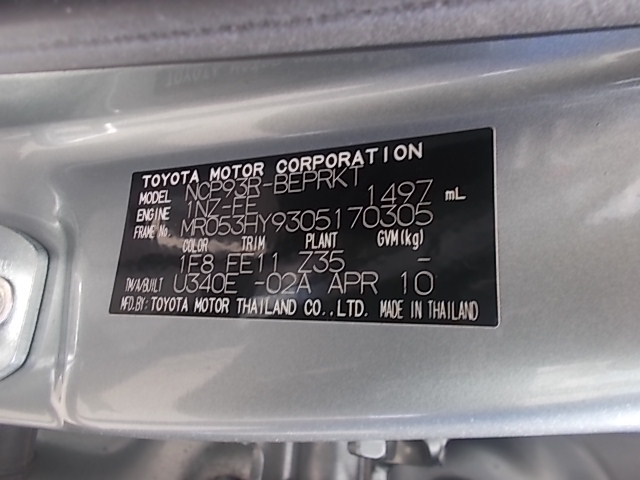 TOYOTA MOTOR CORPORATION
MODEL NCP93R-BEPRKT
ENGINE 1NZ-FE 1497 mL
FRAME No. MR053HY9305170305
COLOR TRIM PLANT GVM(kg)
1F8 FE11 Z35 -
TM/A/BUILT U340E -02A APR 10
MFD.BY:TOYOTA MOTOR THAILAND CO.,LTD. MADE IN THAILAND